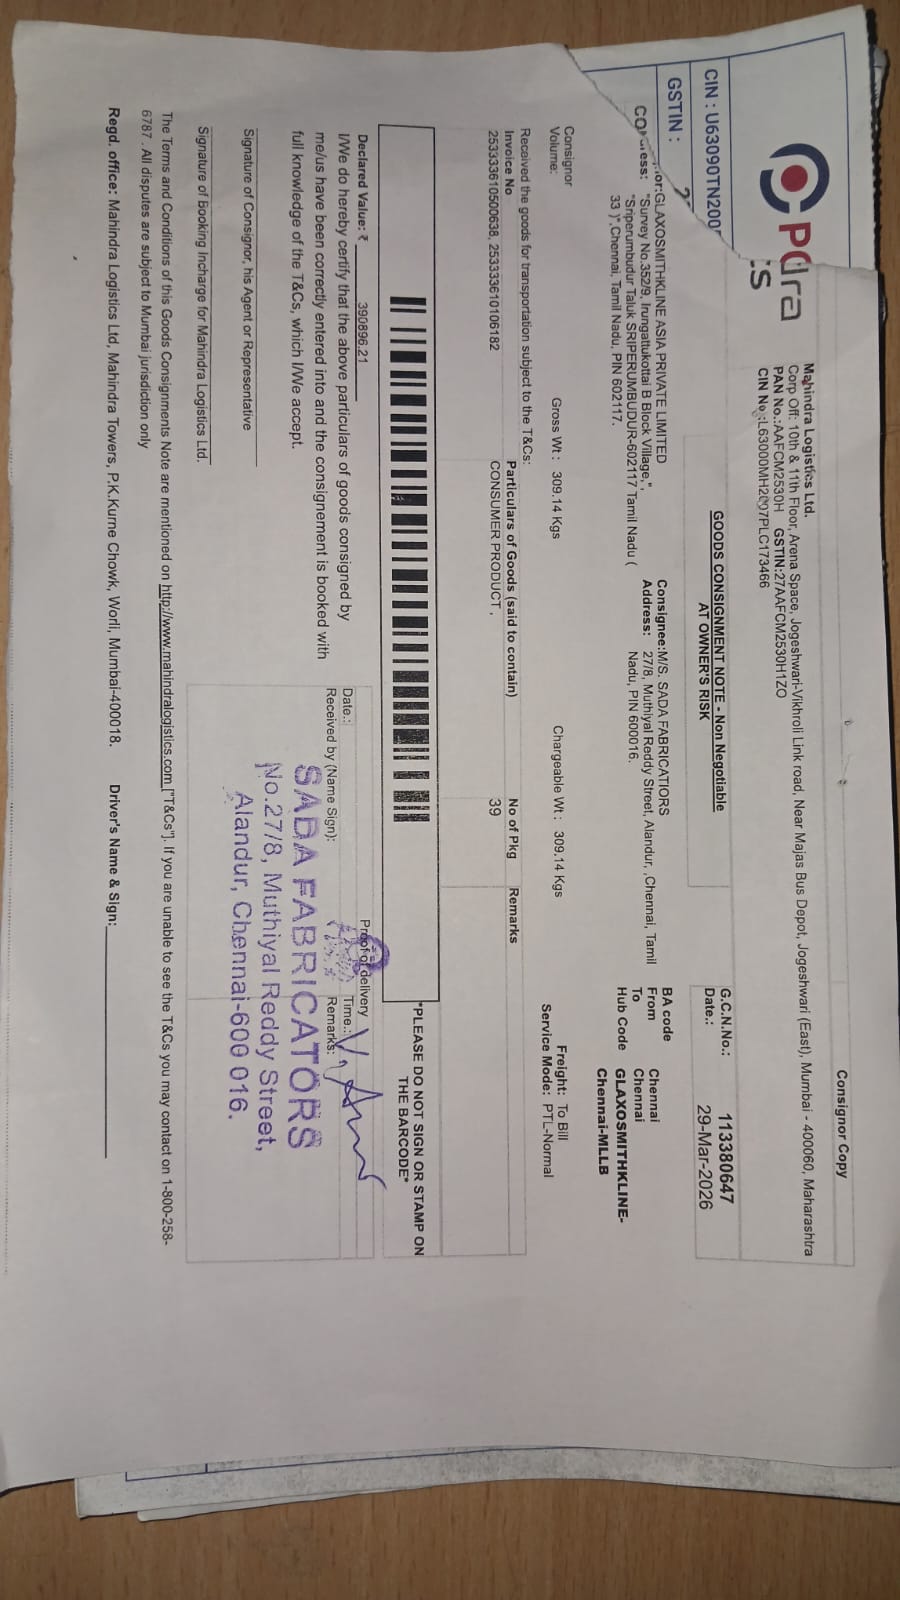 Consignor Copy
dra
Mahindra Logistics Ltd.
Corp Off: 10th & 11th Floor, Arena Space, Jogeshwari-Vikhroli Link road, Near Majas Bus Depot, Jogeshwari (East), Mumbai - 400060, Maharashtra
PAN No.:AAFCM2530H GSTIN:27AAFCM2530H1ZO
CIN No.:L63000MH2007PLC173466
CIN : U63090TN200
GSTIN :
GOODS CONSIGNMENT NOTE - Non Negotiable
AT OWNER'S RISK
G.C.N.No.: 113380647
Date.: 29-Mar-2026
nor:GLAXOSMITHKLINE ASIA PRIVATE LIMITED
ress: "Survey No.352/9, Irungattukottai B Block Village,",
"Sriperumbudur Taluk SRIPERUMBUDUR-602117 Tamil Nadu (
33 )",Chennai, Tamil Nadu, PIN 602117.
Consignee:M/S. SADA FABRICATIORS
Address: 27/8, Muthiyal Reddy Street, Alandur, ,Chennai, Tamil
Nadu, PIN 600016.
BA code
From Chennai
To Chennai
Hub Code GLAXOSMITHKLINE-
Chennai-MLLB
Consignor
Volume:
Gross Wt : 309.14 Kgs
Chargeable Wt : 309.14 Kgs
Freight: To Bill
Service Mode: PTL-Normal
Received the goods for transportation subject to the T&Cs:
Invoice No Particulars of Goods (said to contain) No of Pkg Remarks
253333610500638, 253333610106182 CONSUMER PRODUCT , 39
*PLEASE DO NOT SIGN OR STAMP ON
THE BARCODE*
Declared Value: ₹ 390896.21
I/We do hereby certify that the above particulars of goods consigned by
me/us have been correctly entered into and the consignement is booked with
full knowledge of the T&Cs, which I/We accept.
Proof of delivery
Date.: Time.:
Received by (Name Sign): Remarks:
SADA FABRICATORS
No.27/8, Muthiyal Reddy Street,
Alandur, Chennai-600 016.
Signature of Consignor, his Agent or Representative
Signature of Booking Incharge for Mahindra Logistics Ltd.
The Terms and Conditions of this Goods Consignments Note are mentioned on http://www.mahindralogistics.com ["T&Cs"]. If you are unable to see the T&Cs you may contact on 1-800-258-
6787 . All disputes are subject to Mumbai jurisdiction only
Regd. office: Mahindra Logistics Ltd, Mahindra Towers, P.K.Kurne Chowk, Worli, Mumbai-400018. Driver's Name & Sign: